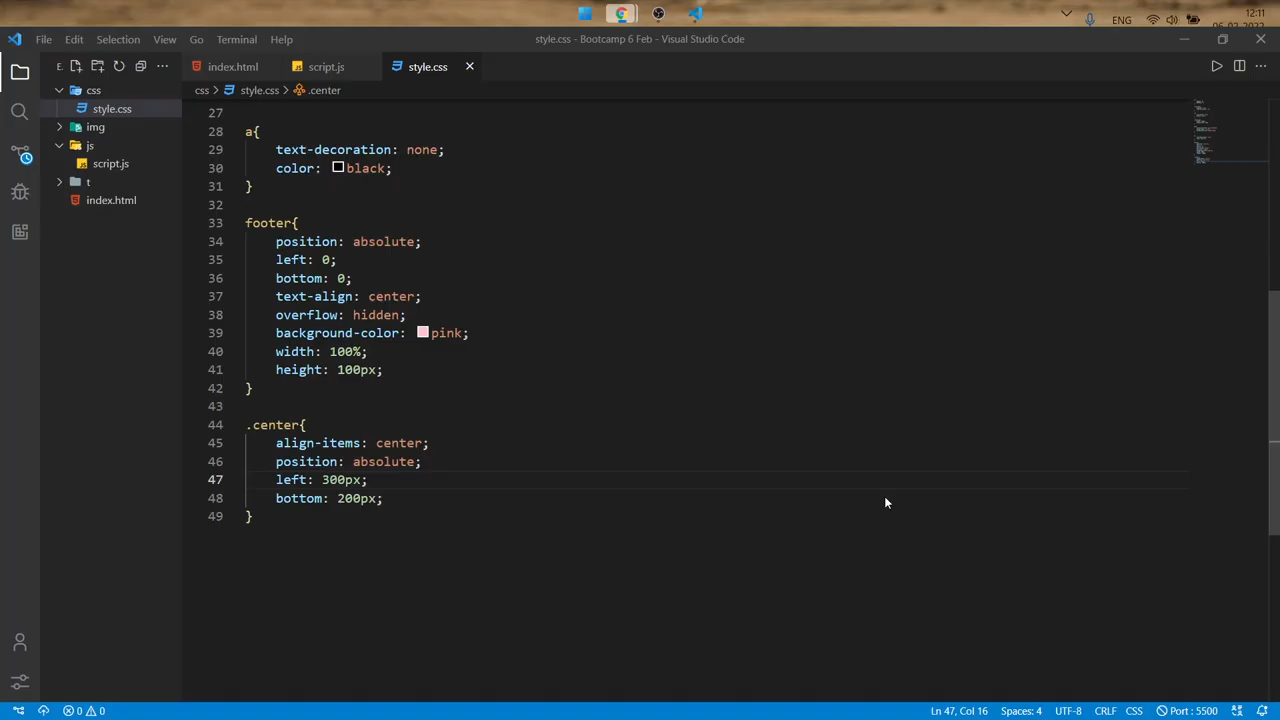 12:11
ENG
06-02-2022
File Edit Selection View Go Terminal Help
style.css - Bootcamp 6 Feb - Visual Studio Code
E.
index.html
script.js
style.css
css
style.css
img
js
script.js
t
index.html
css > style.css > .center
27
28 a{
29 text-decoration: none;
30 color: black;
31 }
32
33 footer{
34 position: absolute;
35 left: 0;
36 bottom: 0;
37 text-align: center;
38 overflow: hidden;
39 background-color: pink;
40 width: 100%;
41 height: 100px;
42 }
43
44 .center{
45 align-items: center;
46 position: absolute;
47 left: 300px;
48 bottom: 200px;
49 }
0 0
Ln 47, Col 16 Spaces: 4 UTF-8 CRLF CSS Port : 5500